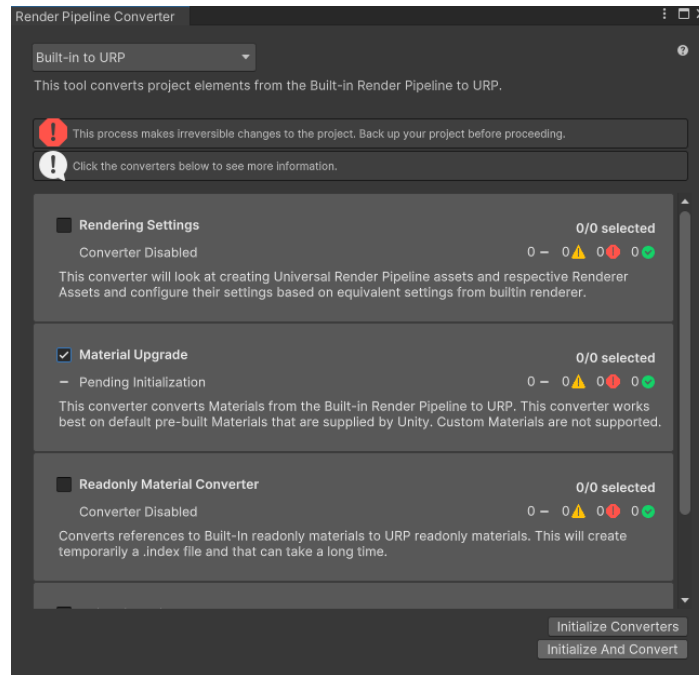 Render Pipeline Converter
Built-in to URP
This tool converts project elements from the Built-in Render Pipeline to URP.
This process makes irreversible changes to the project. Back up your project before proceeding.
Click the converters below to see more information.
Rendering Settings 0/0 selected
Converter Disabled 0 0 0 0
This converter will look at creating Universal Render Pipeline assets and respective Renderer
Assets and configure their settings based on equivalent settings from builtin renderer.
Material Upgrade 0/0 selected
Pending Initialization 0 0 0 0
This converter converts Materials from the Built-in Render Pipeline to URP. This converter works
best on default pre-built Materials that are supplied by Unity. Custom Materials are not supported.
Readonly Material Converter 0/0 selected
Converter Disabled 0 0 0 0
Converts references to Built-In readonly materials to URP readonly materials. This will create
temporarily a .index file and that can take a long time.
Initialize Converters
Initialize And Convert